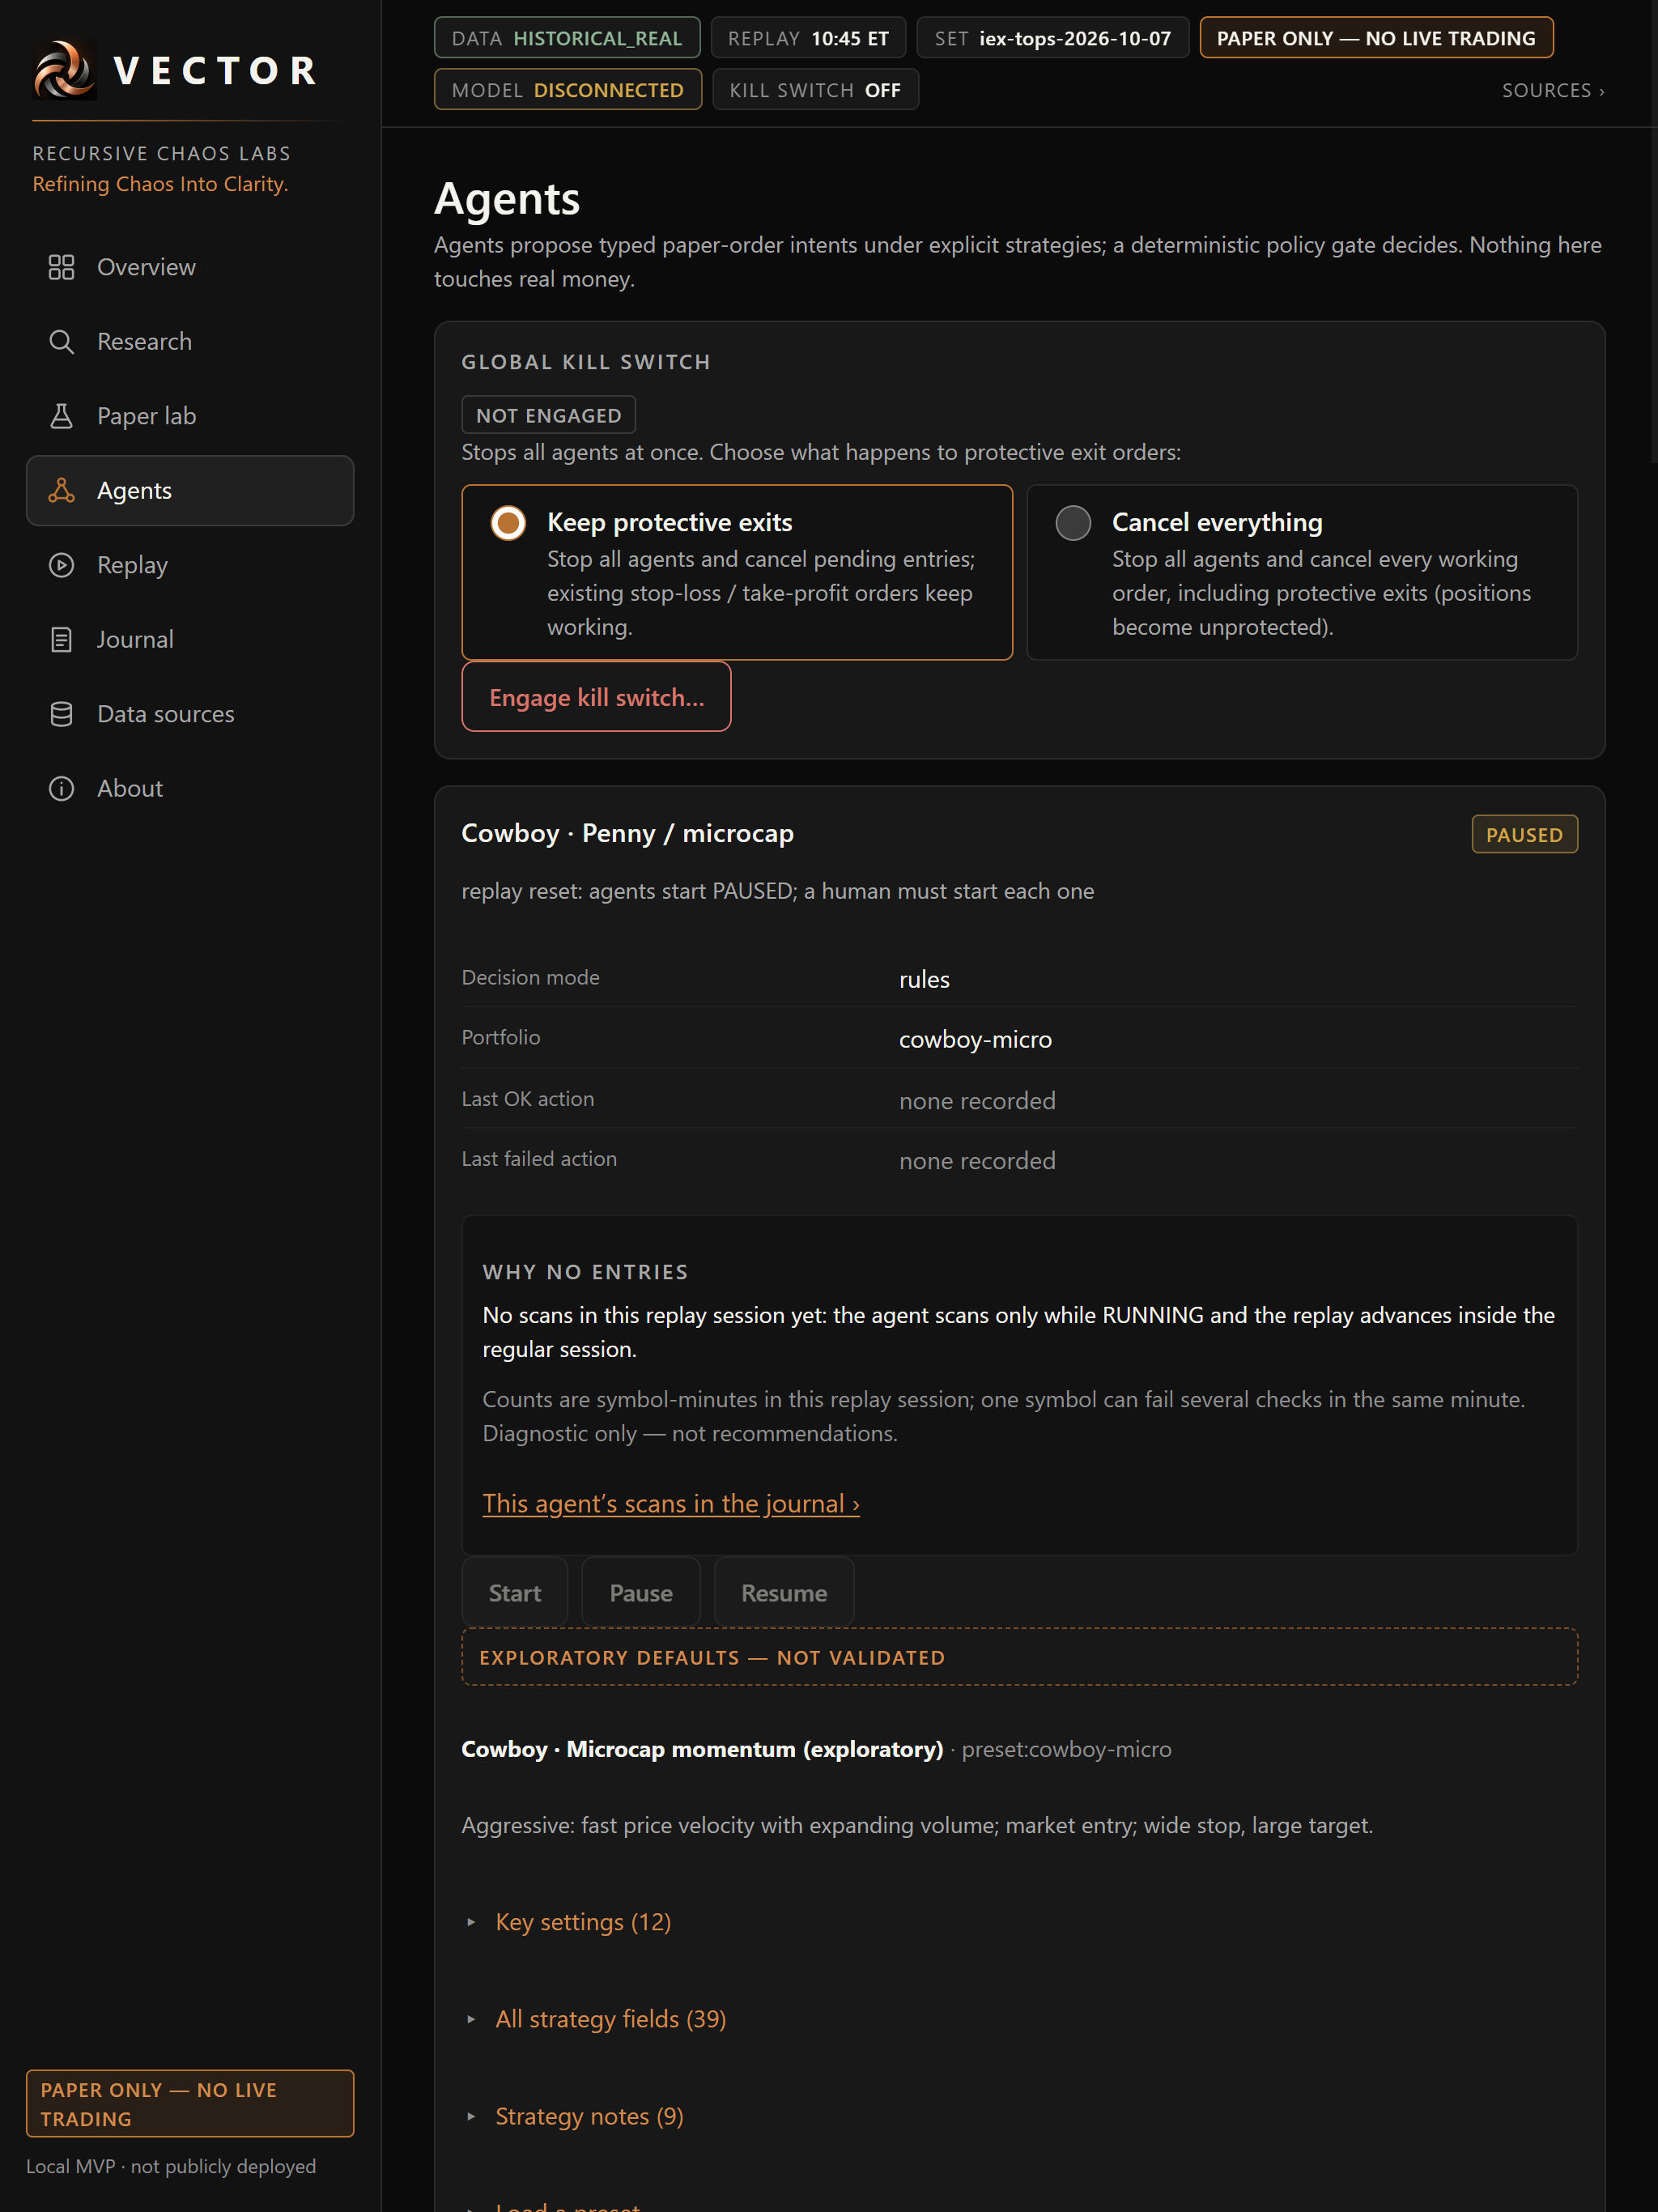 VECTOR
RECURSIVE CHAOS LABS
Refining Chaos Into Clarity.
Overview
Research
Paper lab
Agents
Replay
Journal
Data sources
About
PAPER ONLY — NO LIVE
TRADING
Local MVP · not publicly deployed
DATA HISTORICAL_REAL
REPLAY 10:45 ET
SET iex-tops-2026-10-07
PAPER ONLY — NO LIVE TRADING
MODEL DISCONNECTED
KILL SWITCH OFF
SOURCES ›
Agents
Agents propose typed paper-order intents under explicit strategies; a deterministic policy gate decides. Nothing here
touches real money.
GLOBAL KILL SWITCH
NOT ENGAGED
Stops all agents at once. Choose what happens to protective exit orders:
Keep protective exits
Stop all agents and cancel pending entries;
existing stop-loss / take-profit orders keep
working.
Cancel everything
Stop all agents and cancel every working
order, including protective exits (positions
become unprotected).
Engage kill switch…
Cowboy · Penny / microcap
PAUSED
replay reset: agents start PAUSED; a human must start each one
Decision mode rules
Portfolio cowboy-micro
Last OK action none recorded
Last failed action none recorded
WHY NO ENTRIES
No scans in this replay session yet: the agent scans only while RUNNING and the replay advances inside the
regular session.
Counts are symbol-minutes in this replay session; one symbol can fail several checks in the same minute.
Diagnostic only — not recommendations.
This agent’s scans in the journal ›
Start
Pause
Resume
EXPLORATORY DEFAULTS — NOT VALIDATED
Cowboy · Microcap momentum (exploratory) · preset:cowboy-micro
Aggressive: fast price velocity with expanding volume; market entry; wide stop, large target.
Key settings (12)
All strategy fields (39)
Strategy notes (9)
Load a preset